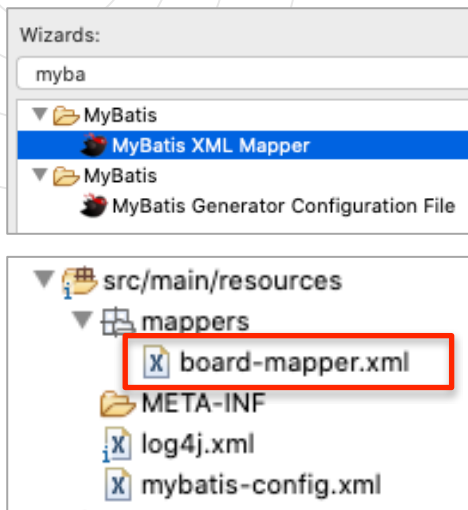 Wizards:
myba
MyBatis
MyBatis XML Mapper
MyBatis
MyBatis Generator Configuration File
src/main/resources
mappers
board-mapper.xml
META-INF
log4j.xml
mybatis-config.xml